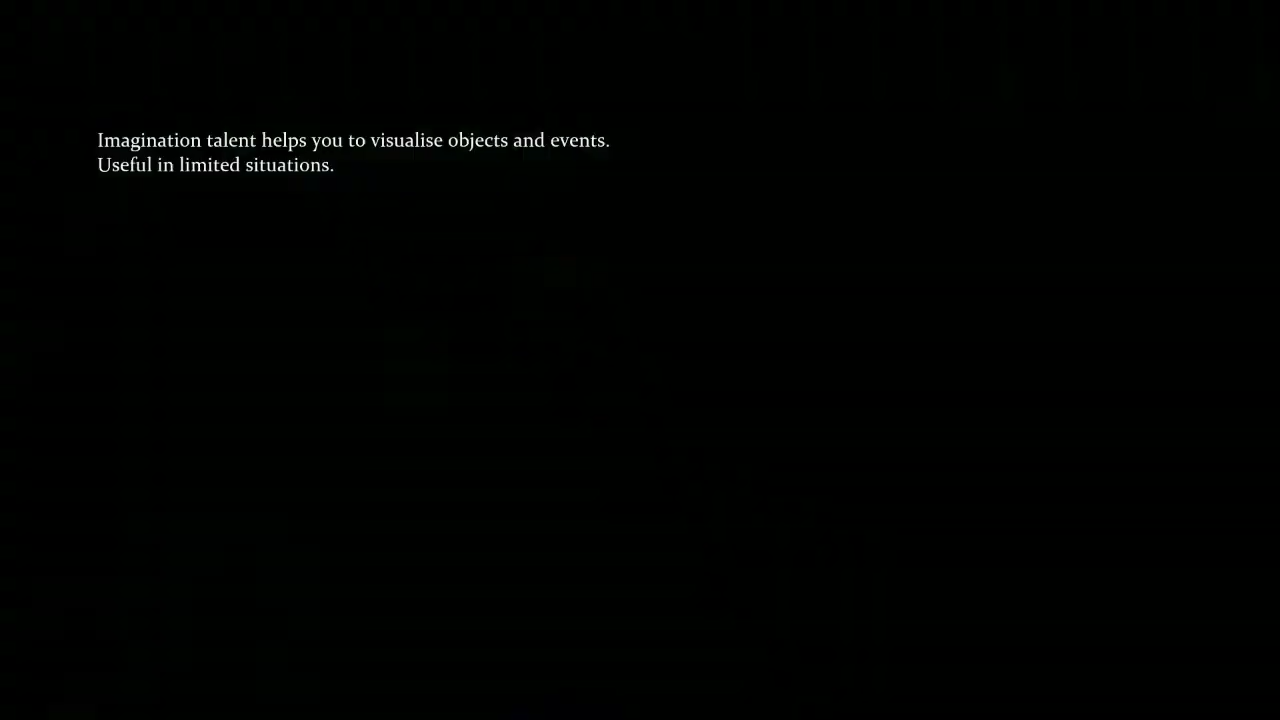 Imagination talent helps you to visualise objects and events.
Useful in limited situations.